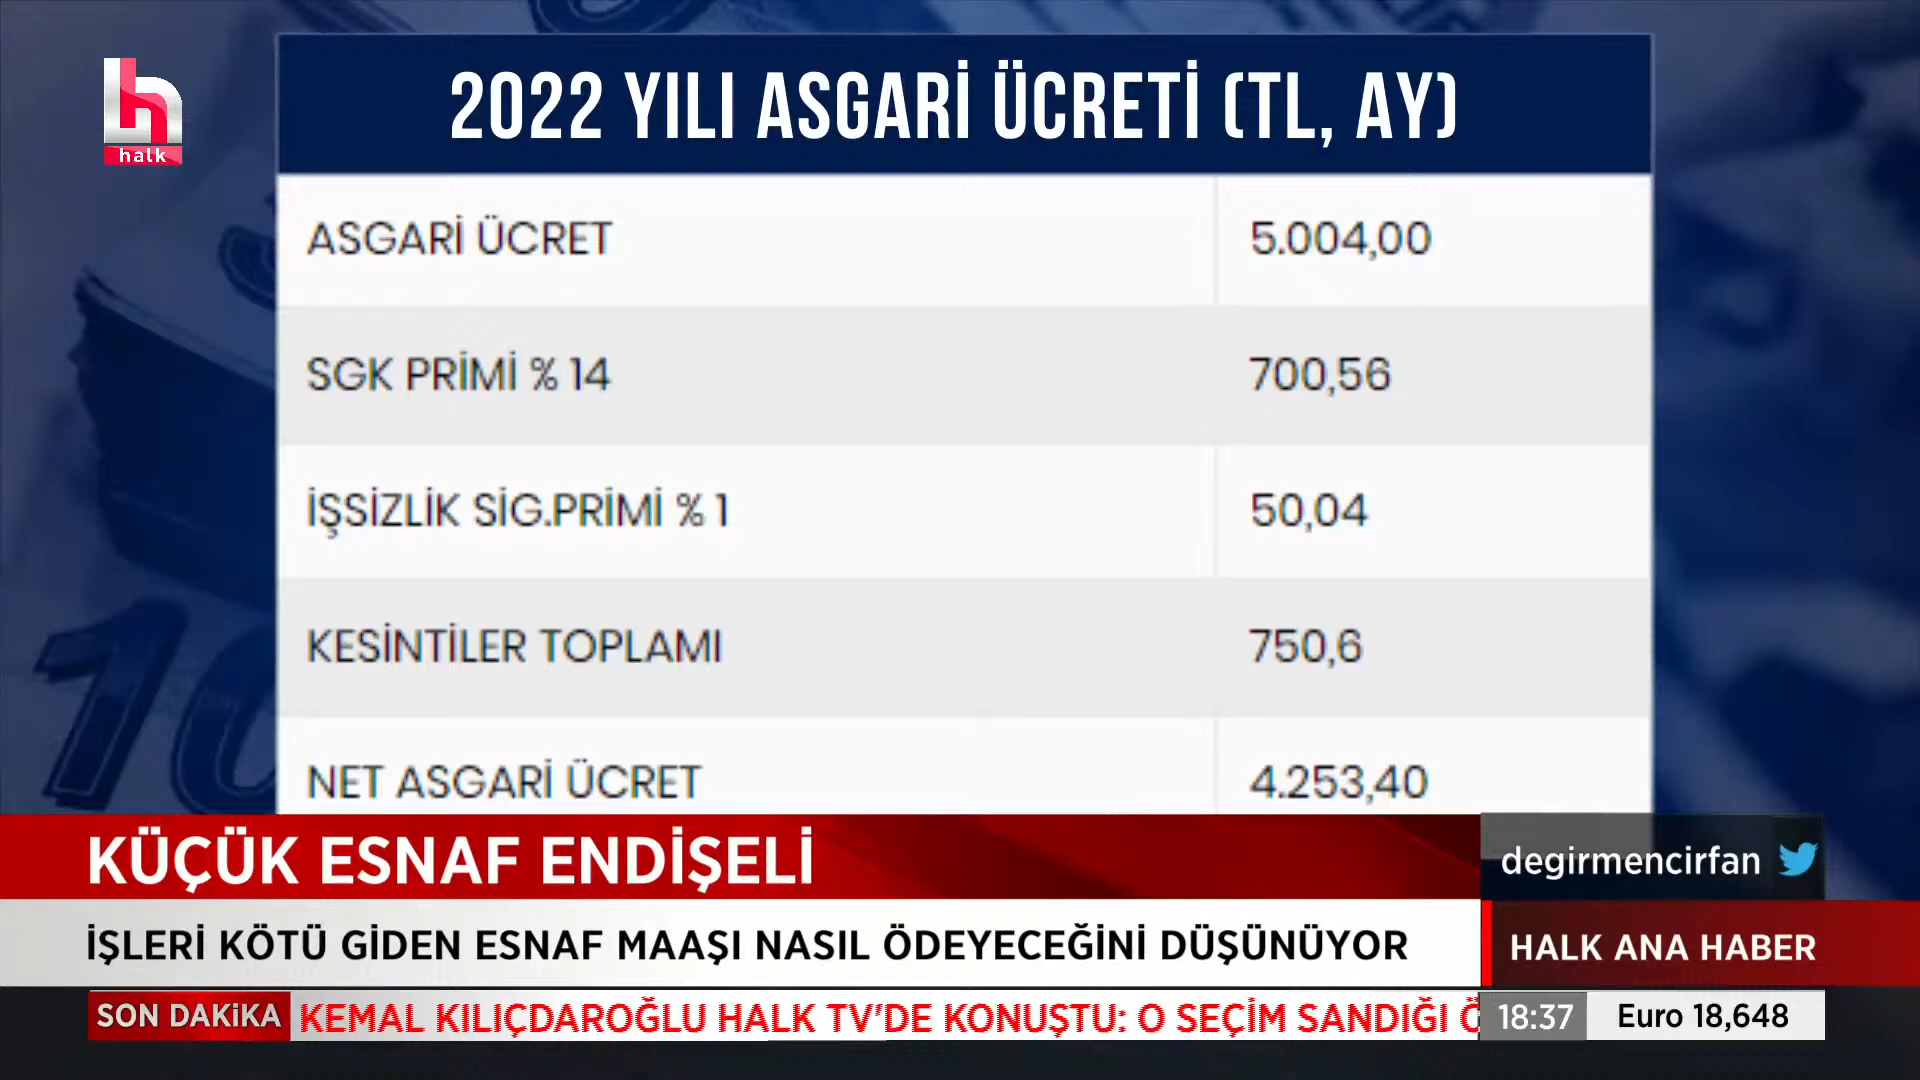 halk
2022 YILI ASGARİ ÜCRETİ (TL, AY)
ASGARİ ÜCRET 5.004,00
SGK PRİMİ % 14 700,56
İŞSİZLİK SİG.PRİMİ % 1 50,04
KESİNTİLER TOPLAMI 750,6
NET ASGARİ ÜCRET 4.253,40
KÜÇÜK ESNAF ENDİŞELİ
degirmencirfan
İŞLERİ KÖTÜ GİDEN ESNAF MAAŞI NASIL ÖDEYECEĞİNİ DÜŞÜNÜYOR
HALK ANA HABER
SON DAKİKA KEMAL KILIÇDAROĞLU HALK TV'DE KONUŞTU: O SEÇİM SANDIĞI
18:37 Euro 18,648